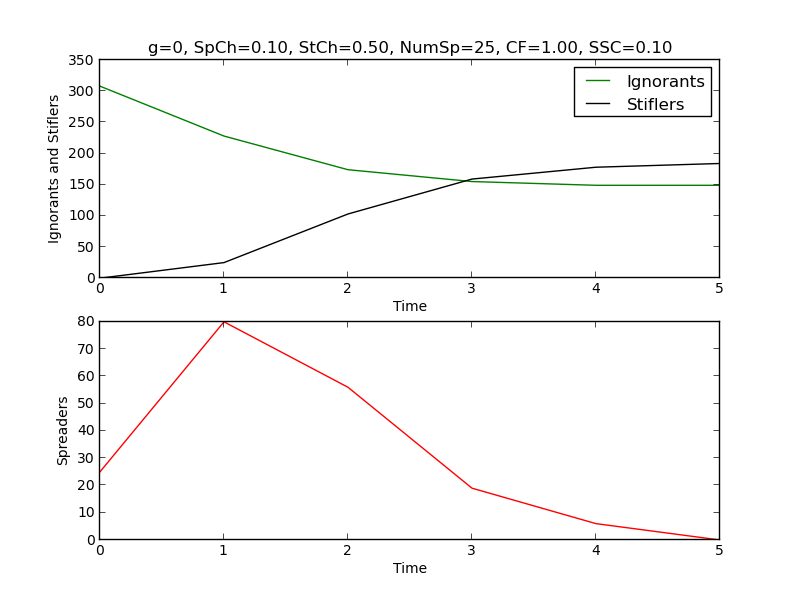 g=0, SpCh=0.10, StCh=0.50, NumSp=25, CF=1.00, SSC=0.10
350
300
250
200
150
100
50
0
Ignorants and Stiflers
Ignorants
Stiflers
0 1 2 3 4 5
Time
80
70
60
50
40
30
20
10
0
Spreaders
0 1 2 3 4 5
Time